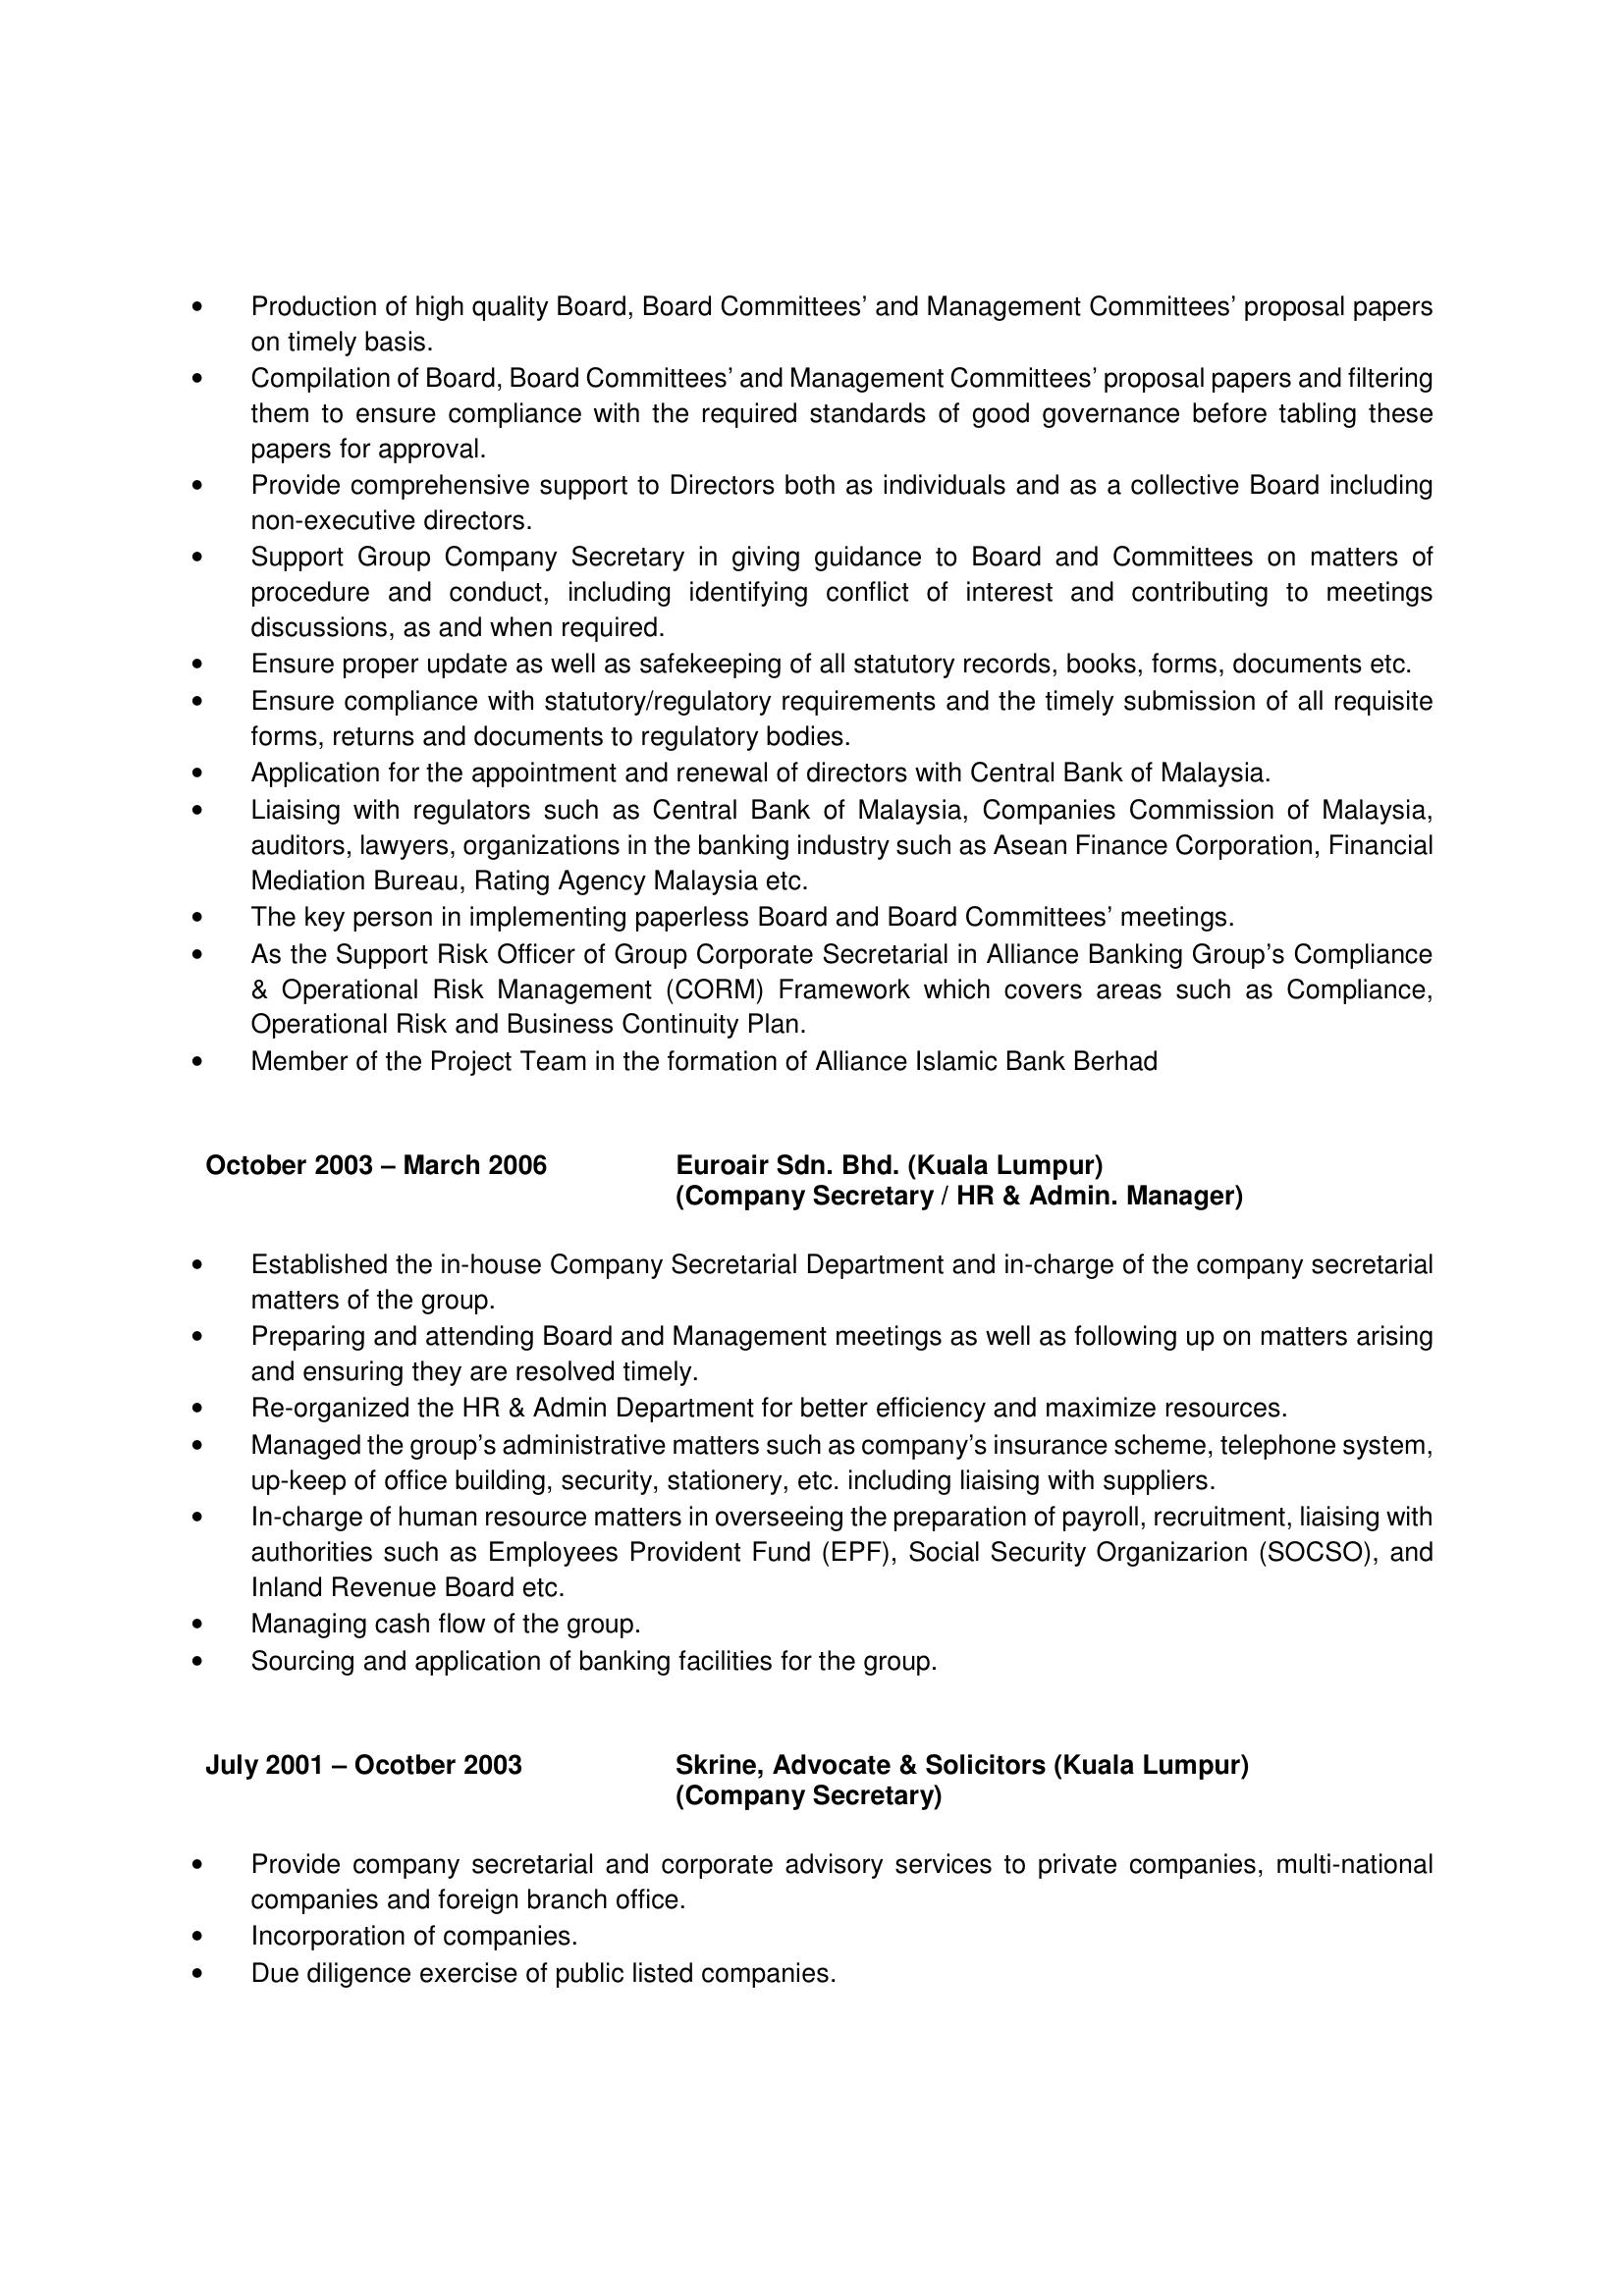 • Production of high quality Board, Board Committees’ and Management Committees’ proposal papers
on timely basis.
• Compilation of Board, Board Committees’ and Management Committees’ proposal papers and filtering
them to ensure compliance with the required standards of good governance before tabling these
papers for approval.
• Provide comprehensive support to Directors both as individuals and as a collective Board including
non-executive directors.
• Support Group Company Secretary in giving guidance to Board and Committees on matters of
procedure and conduct, including identifying conflict of interest and contributing to meetings
discussions, as and when required.
• Ensure proper update as well as safekeeping of all statutory records, books, forms, documents etc.
• Ensure compliance with statutory/regulatory requirements and the timely submission of all requisite
forms, returns and documents to regulatory bodies.
• Application for the appointment and renewal of directors with Central Bank of Malaysia.
• Liaising with regulators such as Central Bank of Malaysia, Companies Commission of Malaysia,
auditors, lawyers, organizations in the banking industry such as Asean Finance Corporation, Financial
Mediation Bureau, Rating Agency Malaysia etc.
• The key person in implementing paperless Board and Board Committees’ meetings.
• As the Support Risk Officer of Group Corporate Secretarial in Alliance Banking Group’s Compliance
& Operational Risk Management (CORM) Framework which covers areas such as Compliance,
Operational Risk and Business Continuity Plan.
• Member of the Project Team in the formation of Alliance Islamic Bank Berhad
October 2003 – March 2006 Euroair Sdn. Bhd. (Kuala Lumpur)
(Company Secretary / HR & Admin. Manager)
• Established the in-house Company Secretarial Department and in-charge of the company secretarial
matters of the group.
• Preparing and attending Board and Management meetings as well as following up on matters arising
and ensuring they are resolved timely.
• Re-organized the HR & Admin Department for better efficiency and maximize resources.
• Managed the group’s administrative matters such as company’s insurance scheme, telephone system,
up-keep of office building, security, stationery, etc. including liaising with suppliers.
• In-charge of human resource matters in overseeing the preparation of payroll, recruitment, liaising with
authorities such as Employees Provident Fund (EPF), Social Security Organizarion (SOCSO), and
Inland Revenue Board etc.
• Managing cash flow of the group.
• Sourcing and application of banking facilities for the group.
July 2001 – Ocotber 2003 Skrine, Advocate & Solicitors (Kuala Lumpur)
(Company Secretary)
• Provide company secretarial and corporate advisory services to private companies, multi-national
companies and foreign branch office.
• Incorporation of companies.
• Due diligence exercise of public listed companies.